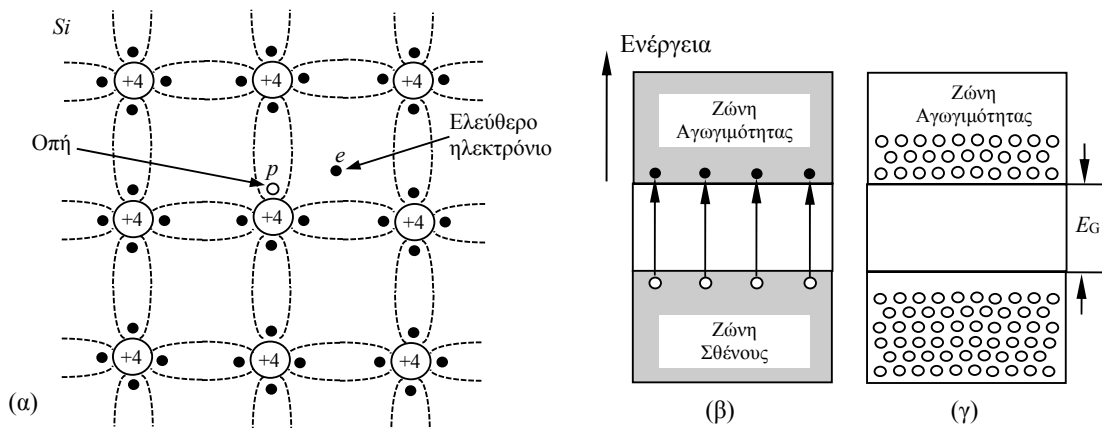 Si
+4
+4
+4
Οπή
p
e
Ελεύθερο
ηλεκτρόνιο
+4
+4
+4
+4
+4
+4
(α)
Ενέργεια
Ζώνη
Αγωγιμότητας
Ζώνη
Σθένους
(β)
Ζώνη
Αγωγιμότητας
EG
(γ)